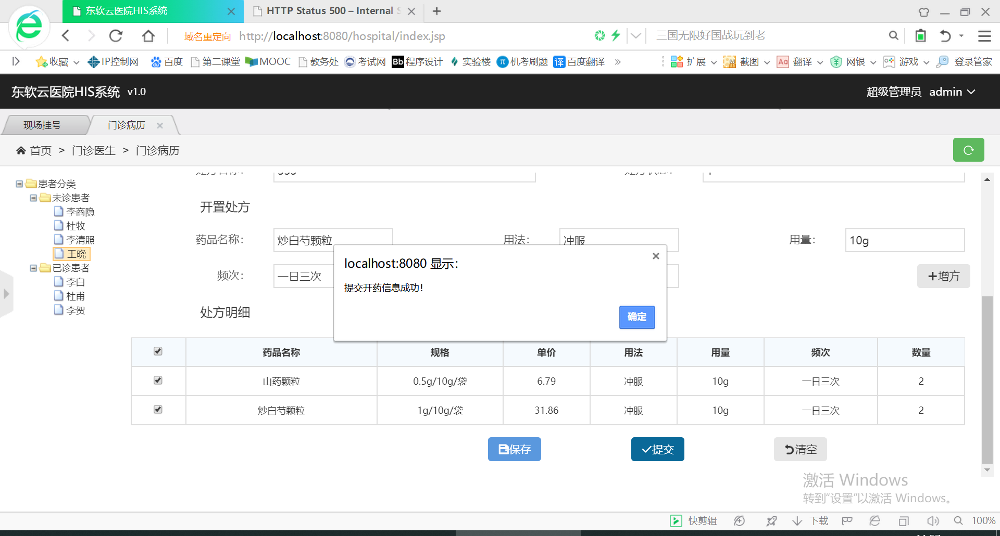 东软云医院HIS系统
HTTP Status 500 – Internal S
域名重定向 http://localhost:8080/hospital/index.jsp
三国无限好国战玩到老
收藏 IP控制网 百度 第二课堂 MOOC 教务处 考试网 Bb 程序设计 实验楼 机考刷题 译 百度翻译 »
扩展 截图 Aa 翻译 网银 游戏 登录管家
东软云医院HIS系统 v1.0
超级管理员 admin
现场挂号
门诊病历
首页 > 门诊医生 > 门诊病历
患者分类
未诊患者
李商隐
杜牧
李清照
王晓
已诊患者
李白
杜甫
李贺
开置处方
药品名称: 炒白芍颗粒
用法: 冲服
用量: 10g
频次: 一日三次
+增方
localhost:8080 显示:
提交开药信息成功!
确定
处方明细
药品名称 规格 单价 用法 用量 频次 数量
山药颗粒 0.5g/10g/袋 6.79 冲服 10g 一日三次 2
炒白芍颗粒 1g/10g/袋 31.86 冲服 10g 一日三次 2
保存
提交
清空
激活 Windows
转到“设置”以激活 Windows。
快剪辑 下载 100%